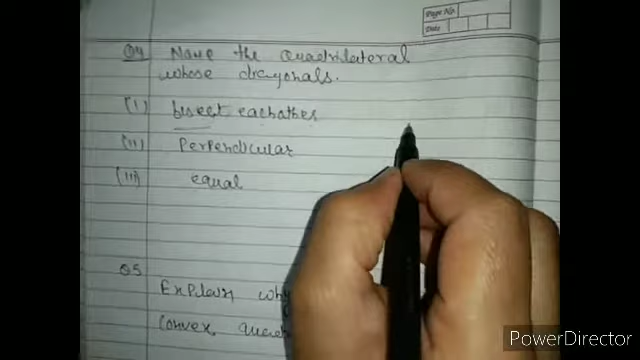 Page No.
Date
Q4 Name the Quadrilateral
whose diagonals.
(i) bisect eachother
(ii) Perpendicular
(iii) equal
Q5
Explain why
Convex
PowerDirector